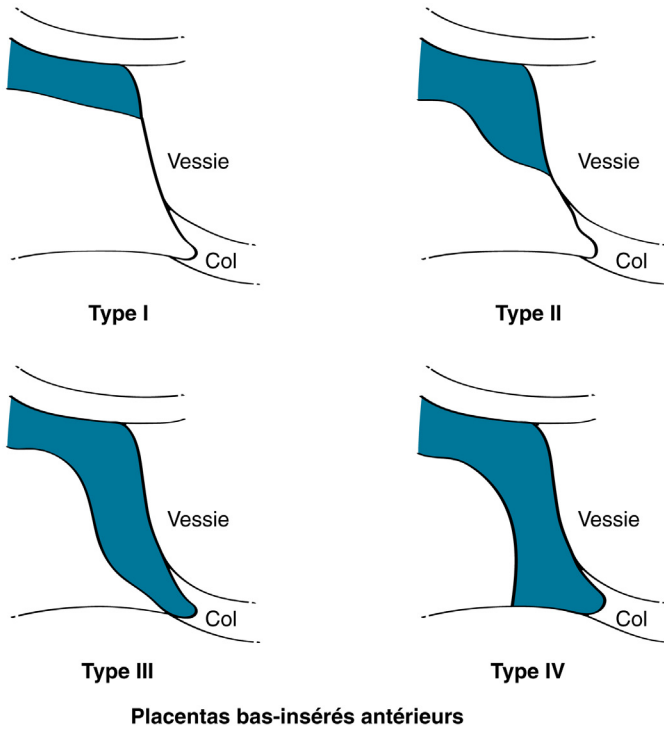 Vessie
Col
Type I
Vessie
Col
Type II
Vessie
Col
Type III
Vessie
Col
Type IV
Placentas bas-insérés antérieurs